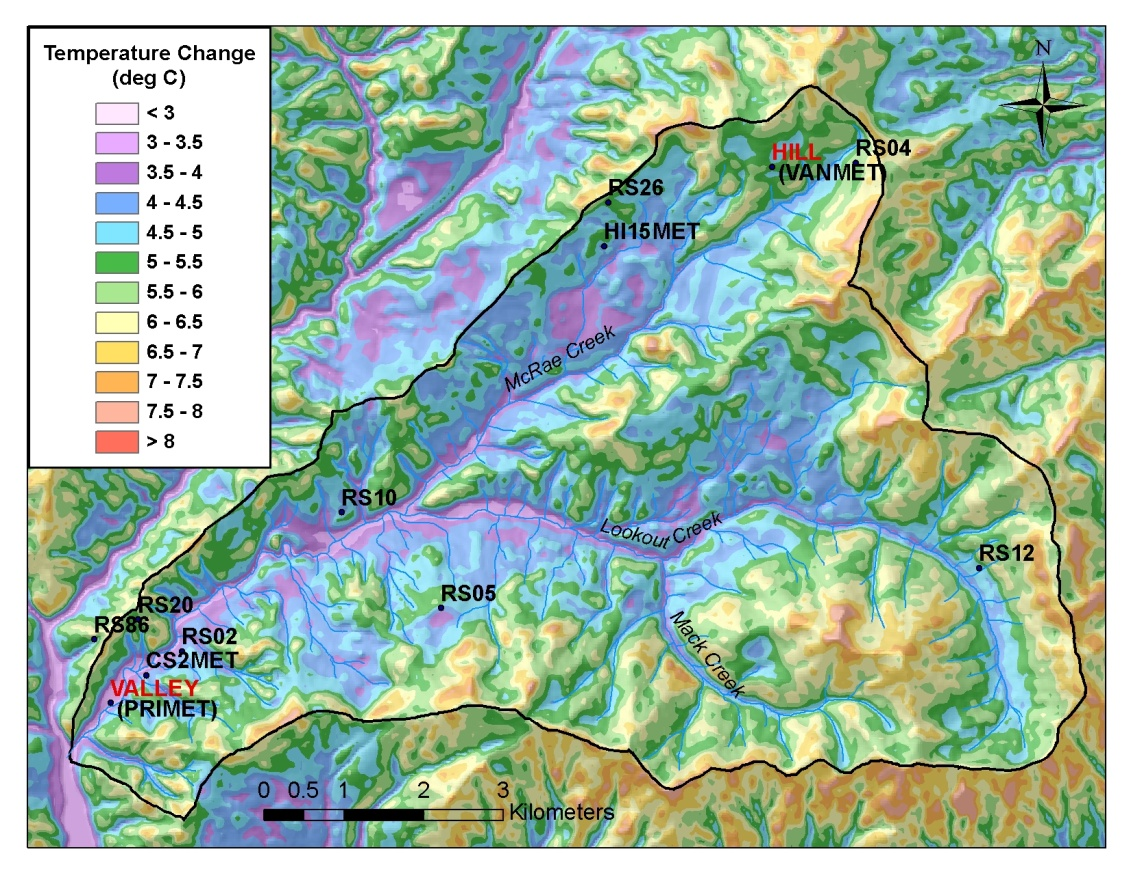 Temperature Change
(deg C)
< 3
3 - 3.5
3.5 - 4
4 - 4.5
4.5 - 5
5 - 5.5
5.5 - 6
6 - 6.5
6.5 - 7
7 - 7.5
7.5 - 8
> 8
N
HILL
(VANMET)
RS04
RS26
HI15MET
McRae Creek
RS10
Lookout Creek
RS12
RS05
RS20
RS86
RS02
CS2MET
Mack Creek
VALLEY
(PRIMET)
0 0.5 1 2 3
Kilometers